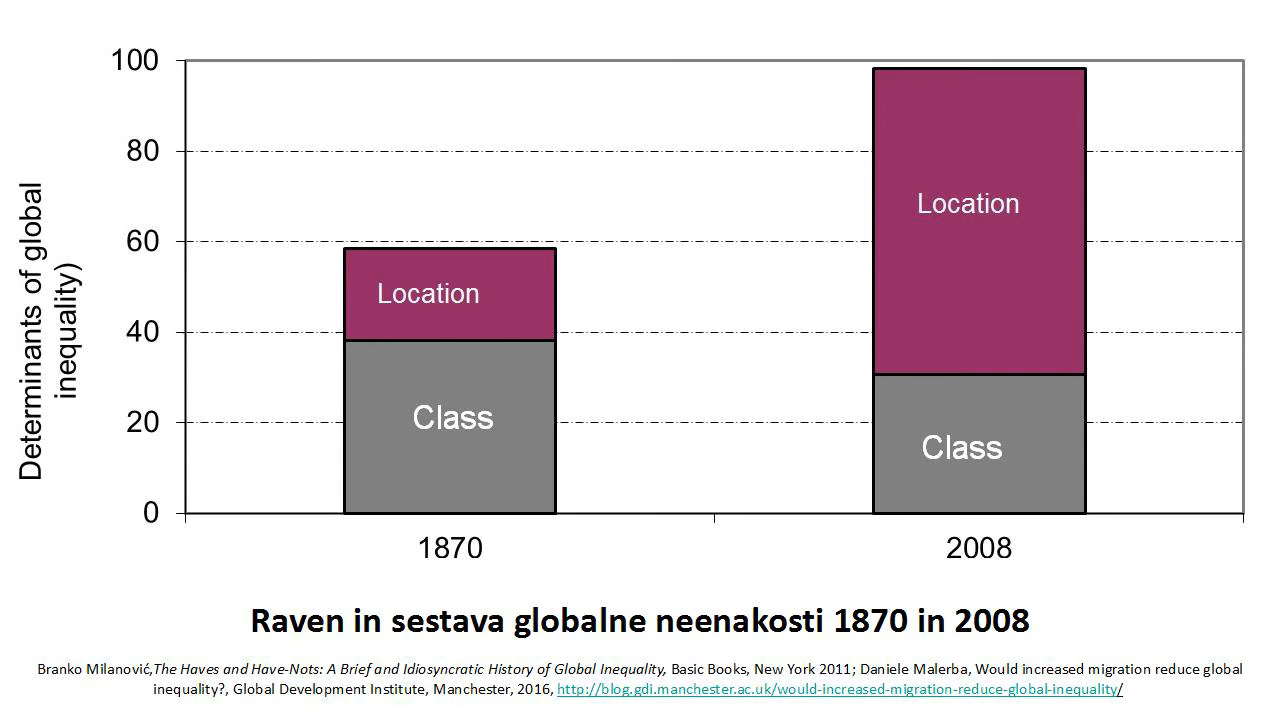 100
80
60
40
20
0
Determinants of global
inequality)
Location
Class
Location
Class
1870
2008
Raven in sestava globalne neenakosti 1870 in 2008
Branko Milanović,The Haves and Have-Nots: A Brief and Idiosyncratic History of Global Inequality, Basic Books, New York 2011; Daniele Malerba, Would increased migration reduce global
inequality?, Global Development Institute, Manchester, 2016, http://blog.gdi.manchester.ac.uk/would-increased-migration-reduce-global-inequality/